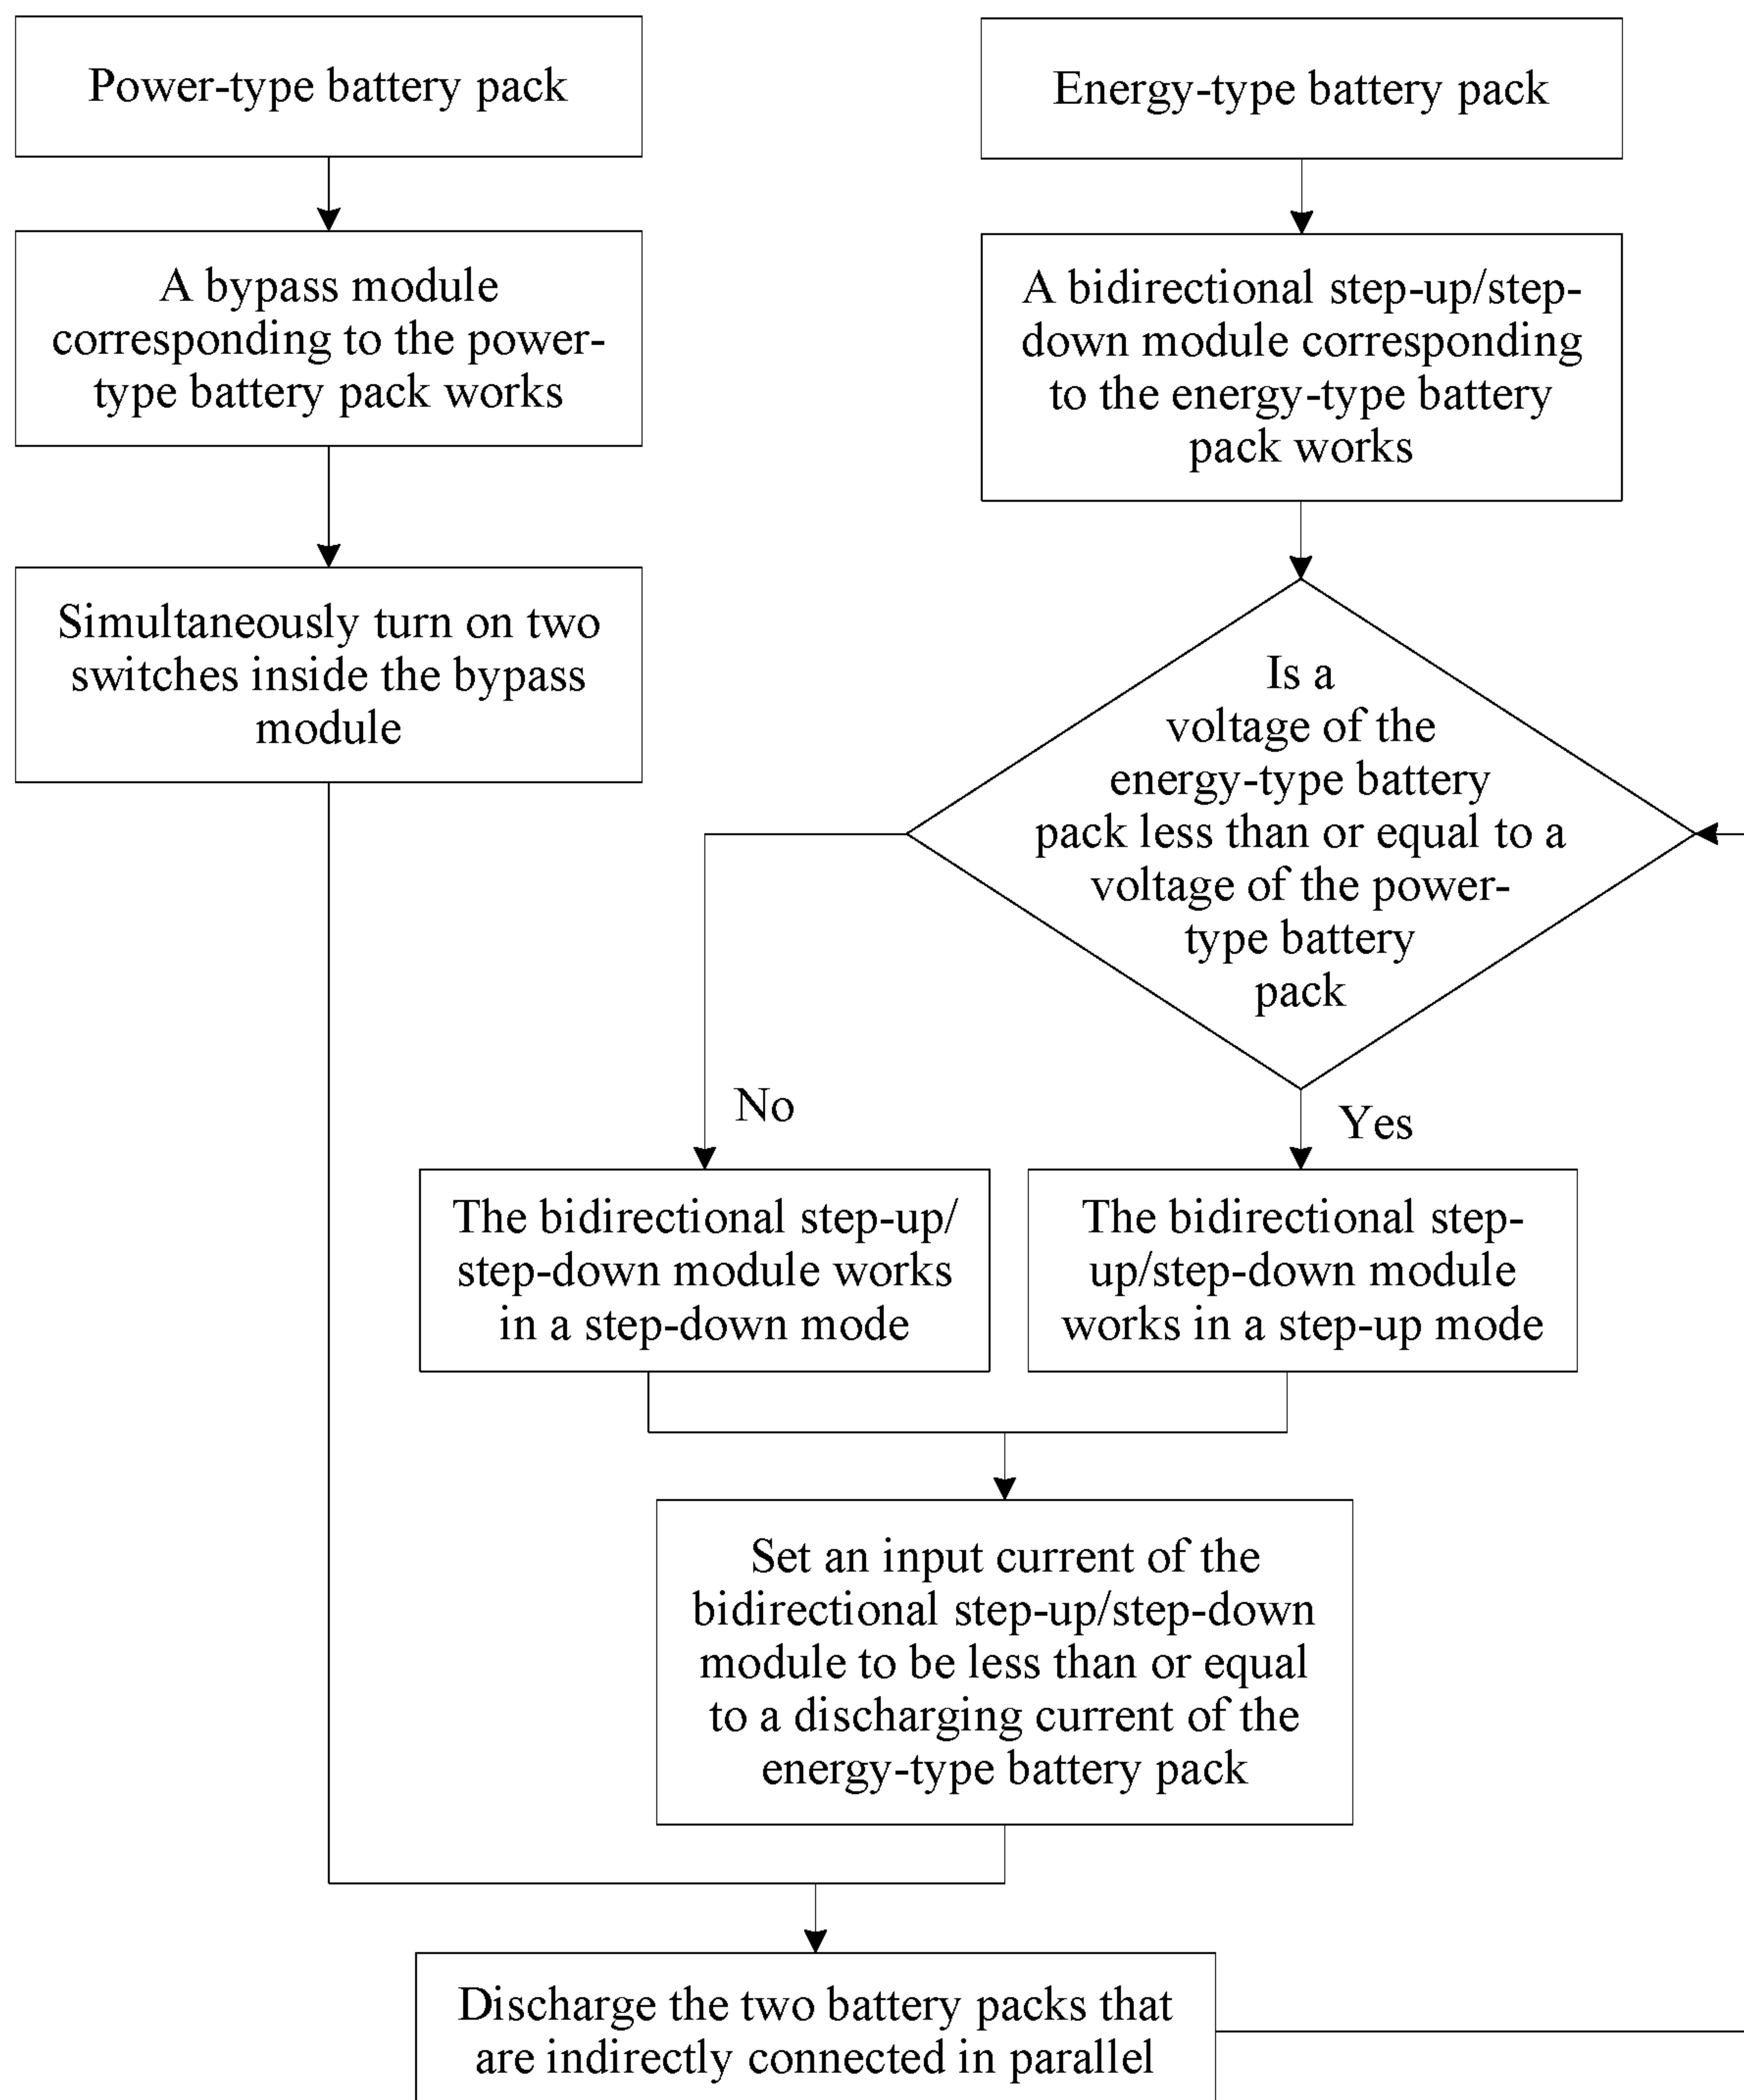 Power-type battery pack
A bypass module
corresponding to the power-
type battery pack works
Simultaneously turn on two
switches inside the bypass
module
Energy-type battery pack
A bidirectional step-up/step-
down module corresponding
to the energy-type battery
pack works
Is a
voltage of the
energy-type battery
pack less than or equal to a
voltage of the power-
type battery
pack
No
Yes
The bidirectional step-up/
step-down module works
in a step-down mode
The bidirectional step-
up/step-down module
works in a step-up mode
Set an input current of the
bidirectional step-up/step-down
module to be less than or equal
to a discharging current of the
energy-type battery pack
Discharge the two battery packs that
are indirectly connected in parallel